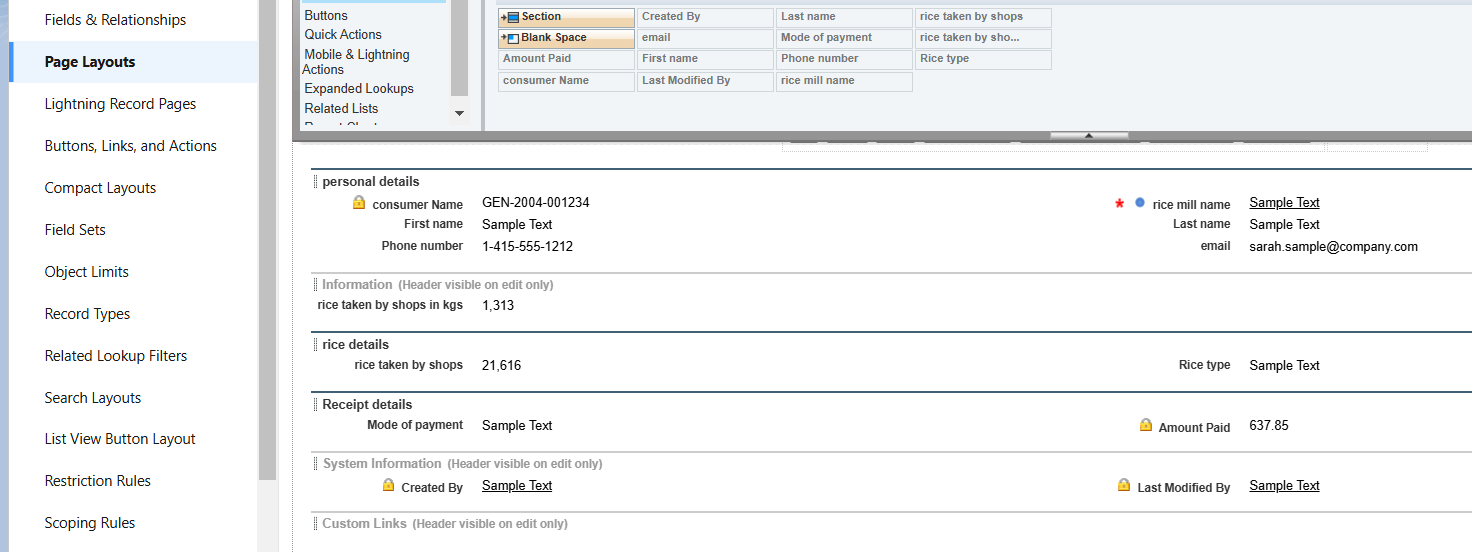 Fields & Relationships
Page Layouts
Lightning Record Pages
Buttons, Links, and Actions
Compact Layouts
Field Sets
Object Limits
Record Types
Related Lookup Filters
Search Layouts
List View Button Layout
Restriction Rules
Scoping Rules
Buttons
Quick Actions
Mobile & Lightning
Actions
Expanded Lookups
Related Lists
Section Created By Last name rice taken by shops
Blank Space email Mode of payment rice taken by sho...
Amount Paid First name Phone number Rice type
consumer Name Last Modified By rice mill name
personal details
consumer Name GEN-2004-001234 * rice mill name Sample Text
First name Sample Text Last name Sample Text
Phone number 1-415-555-1212 email sarah.sample@company.com
Information (Header visible on edit only)
rice taken by shops in kgs 1,313
rice details
rice taken by shops 21,616 Rice type Sample Text
Receipt details
Mode of payment Sample Text Amount Paid 637.85
System Information (Header visible on edit only)
Created By Sample Text Last Modified By Sample Text
Custom Links (Header visible on edit only)